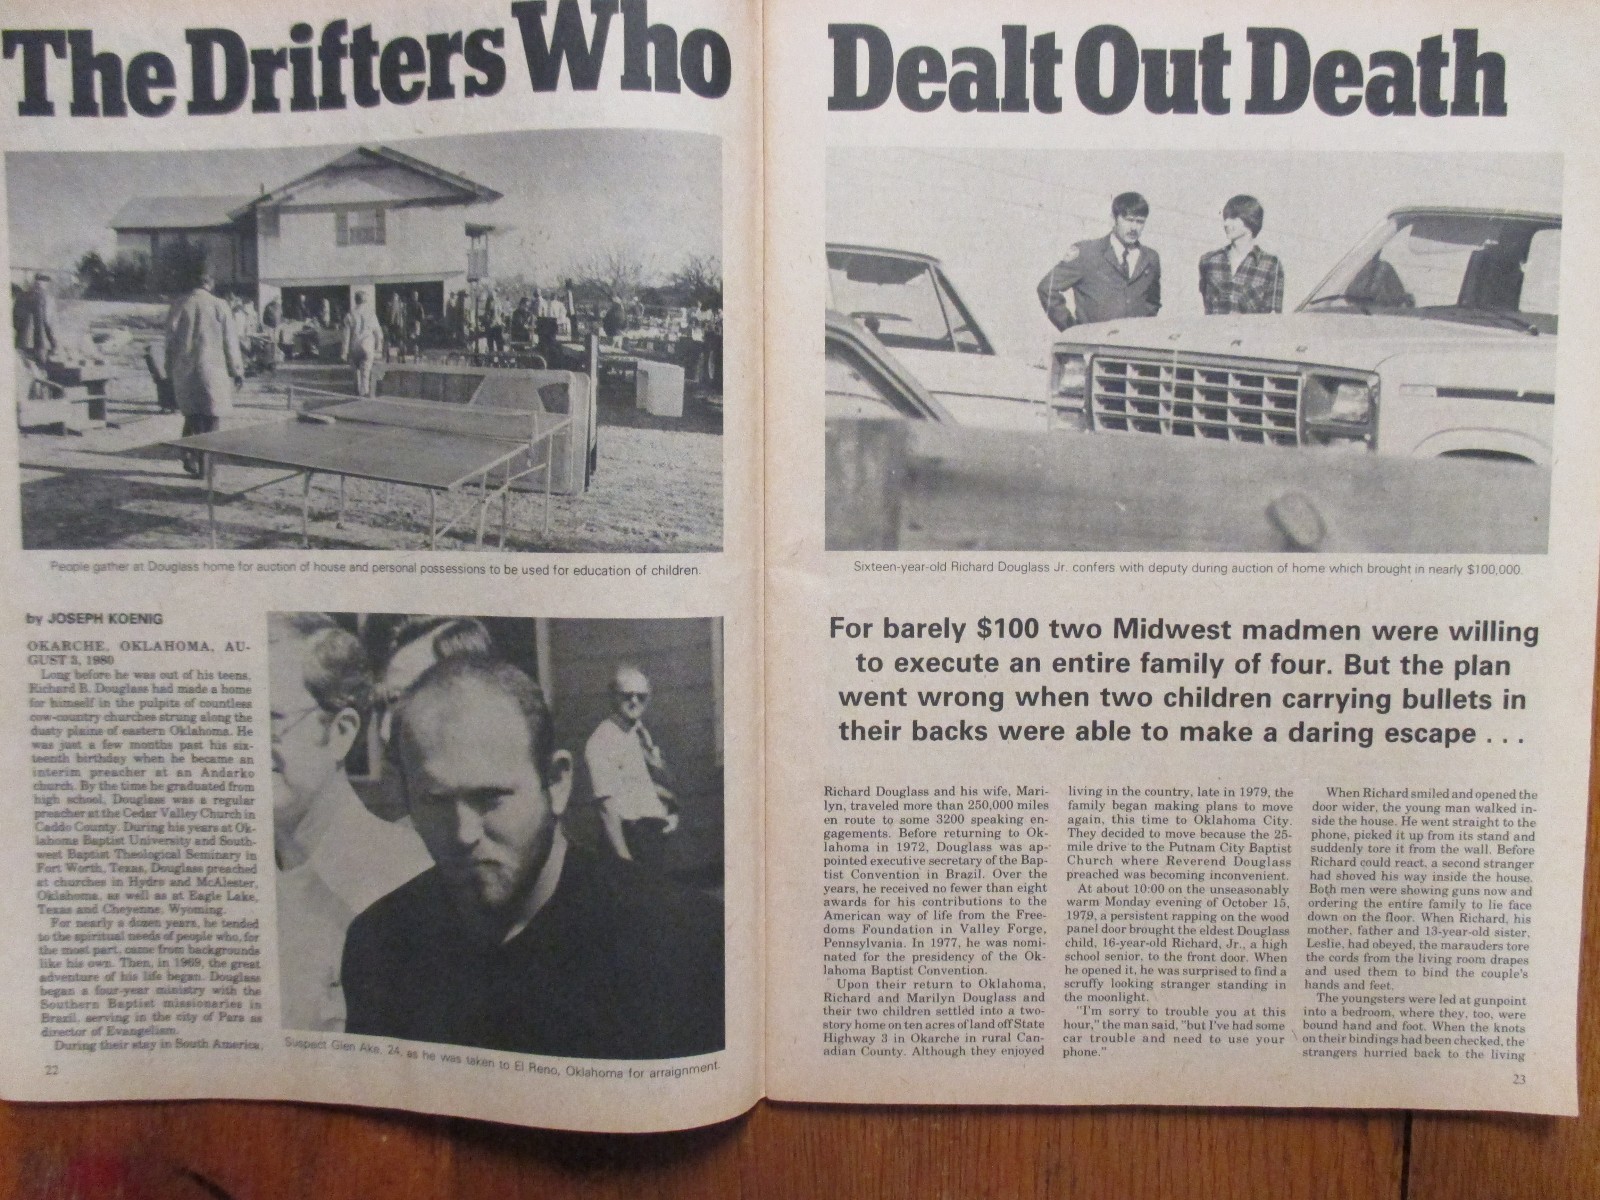 The Drifters Who
Dealt Out Death
People gather at Douglass home for auction of house and personal possessions to be used for education of children.
by JOSEPH KOENIG
OKARCHE, OKLAHOMA, AU-
GUST 3, 1980
Long before he was out of his teens,
Richard B. Douglass had made a home
for himself in the pulpits of countless
cow-country churches strung along the
dusty plains of eastern Oklahoma. He
was just a few months past his six-
teenth birthday when he became an
interim preacher at an Andarko
church. By the time he graduated from
high school, Douglass was a regular
preacher at the Cedar Valley Church in
Caddo County. During his years at Ok-
lahoma Baptist University and South-
west Baptist Theological Seminary in
Fort Worth, Texas, Douglass preached
at churches in Hydro and McAlester,
Oklahoma, as well as at Eagle Lake,
Texas and Cheyenne, Wyoming.
For nearly a dozen years, he tended
to the spiritual needs of people who, for
the most part, came from backgrounds
like his own. Then, in 1969, the great
adventure of his life began. Douglass
began a four-year ministry with the
Southern Baptist missionaries in
Brazil, serving in the city of Para as
director of Evangelism.
During their stay in South America,
22
Suspect Glen Ake, 24, as he was taken to El Reno, Oklahoma for arraignment.
FORD
Sixteen-year-old Richard Douglass Jr. confers with deputy during auction of home which brought in nearly $100,000.
For barely $100 two Midwest madmen were willing
to execute an entire family of four. But the plan
went wrong when two children carrying bullets in
their backs were able to make a daring escape . . .
Richard Douglass and his wife, Mari-
lyn, traveled more than 250,000 miles
en route to some 3200 speaking en-
gagements. Before returning to Ok-
lahoma in 1972, Douglass was ap-
pointed executive secretary of the Bap-
tist Convention in Brazil. Over the
years, he received no fewer than eight
awards for his contributions to the
American way of life from the Free-
doms Foundation in Valley Forge,
Pennsylvania. In 1977, he was nomi-
nated for the presidency of the Ok-
lahoma Baptist Convention.
Upon their return to Oklahoma,
Richard and Marilyn Douglass and
their two children settled into a two-
story home on ten acres of land off State
Highway 3 in Okarche in rural Can-
adian County. Although they enjoyed
living in the country, late in 1979, the
family began making plans to move
again, this time to Oklahoma City.
They decided to move because the 25-
mile drive to the Putnam City Baptist
Church where Reverend Douglass
preached was becoming inconvenient.
At about 10:00 on the unseasonably
warm Monday evening of October 15,
1979, a persistent rapping on the wood
panel door brought the eldest Douglass
child, 16-year-old Richard, Jr., a high
school senior, to the front door. When
he opened it, he was surprised to find a
scruffy looking stranger standing in
the moonlight.
"I'm sorry to trouble you at this
hour," the man said, "but I've had some
car trouble and need to use your
phone."
When Richard smiled and opened the
door wider, the young man walked in-
side the house. He went straight to the
phone, picked it up from its stand and
suddenly tore it from the wall. Before
Richard could react, a second stranger
had shoved his way inside the house.
Both men were showing guns now and
ordering the entire family to lie face
down on the floor. When Richard, his
mother, father and 13-year-old sister,
Leslie, had obeyed, the marauders tore
the cords from the living room drapes
and used them to bind the couple's
hands and feet.
The youngsters were led at gunpoint
into a bedroom, where they, too, were
bound hand and foot. When the knots
on their bindings had been checked, the
strangers hurried back to the living
23